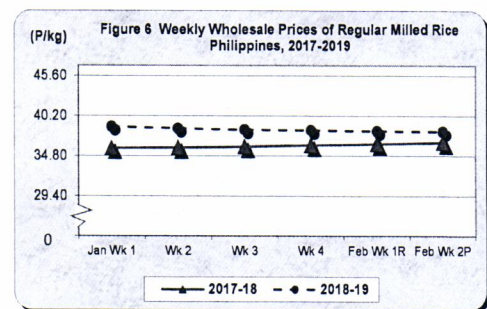 (P/kg)
Figure 6 Weekly Wholesale Prices of Regular Milled Rice
Philippines, 2017-2019
45.60
40.20
34.80
29.40
0
Jan Wk 1 Wk 2 Wk 3 Wk 4 Feb Wk 1R Feb Wk 2P
2017-18 2018-19